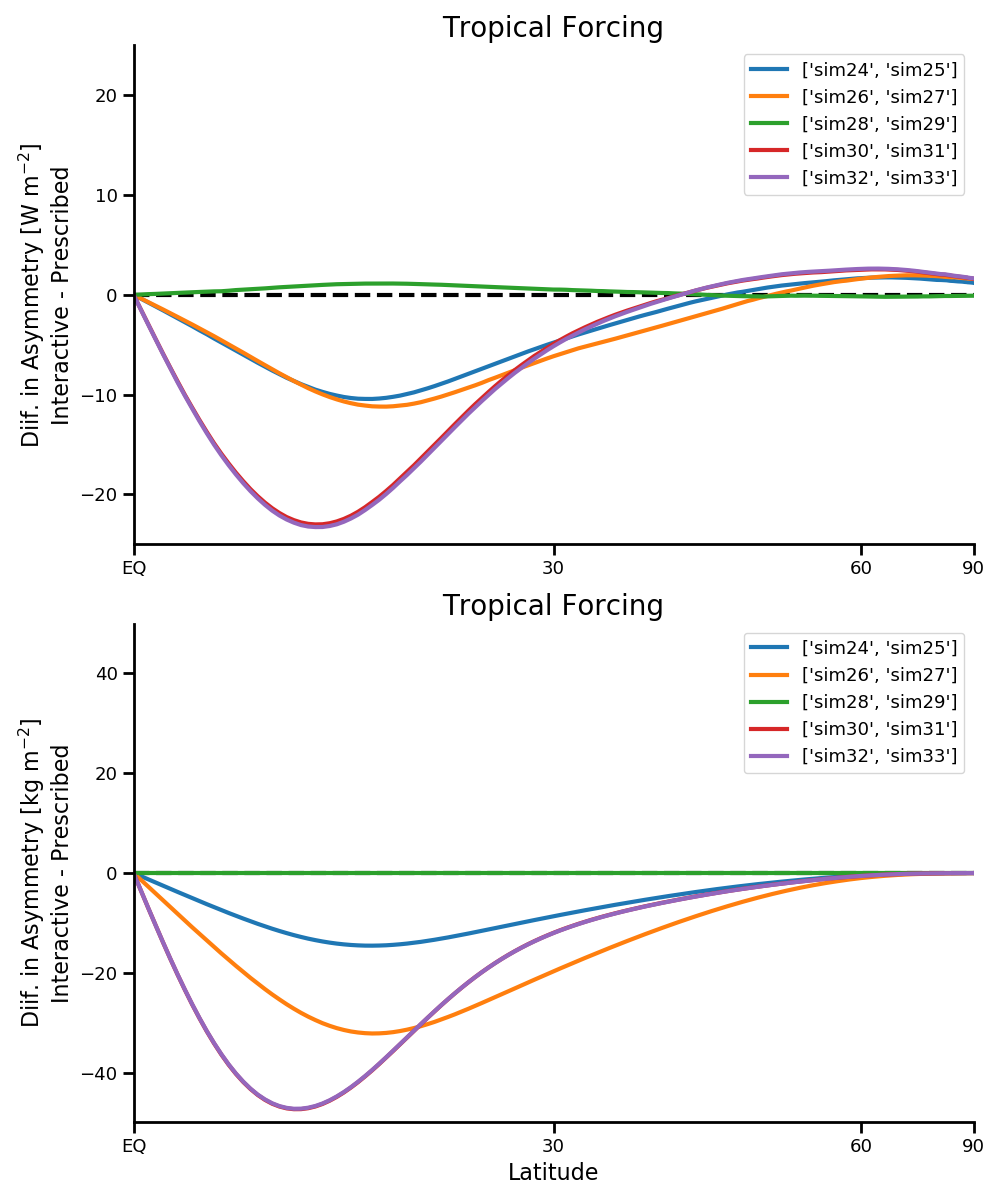 Tropical Forcing
Diif. in Asymmetry [W m⁻²]
Interactive - Prescribed
20
10
0
−10
−20
['sim24', 'sim25']
['sim26', 'sim27']
['sim28', 'sim29']
['sim30', 'sim31']
['sim32', 'sim33']
EQ 30 60 90
Tropical Forcing
Diif. in Asymmetry [kg m⁻²]
Interactive - Prescribed
40
20
0
−20
−40
['sim24', 'sim25']
['sim26', 'sim27']
['sim28', 'sim29']
['sim30', 'sim31']
['sim32', 'sim33']
EQ 30 60 90
Latitude